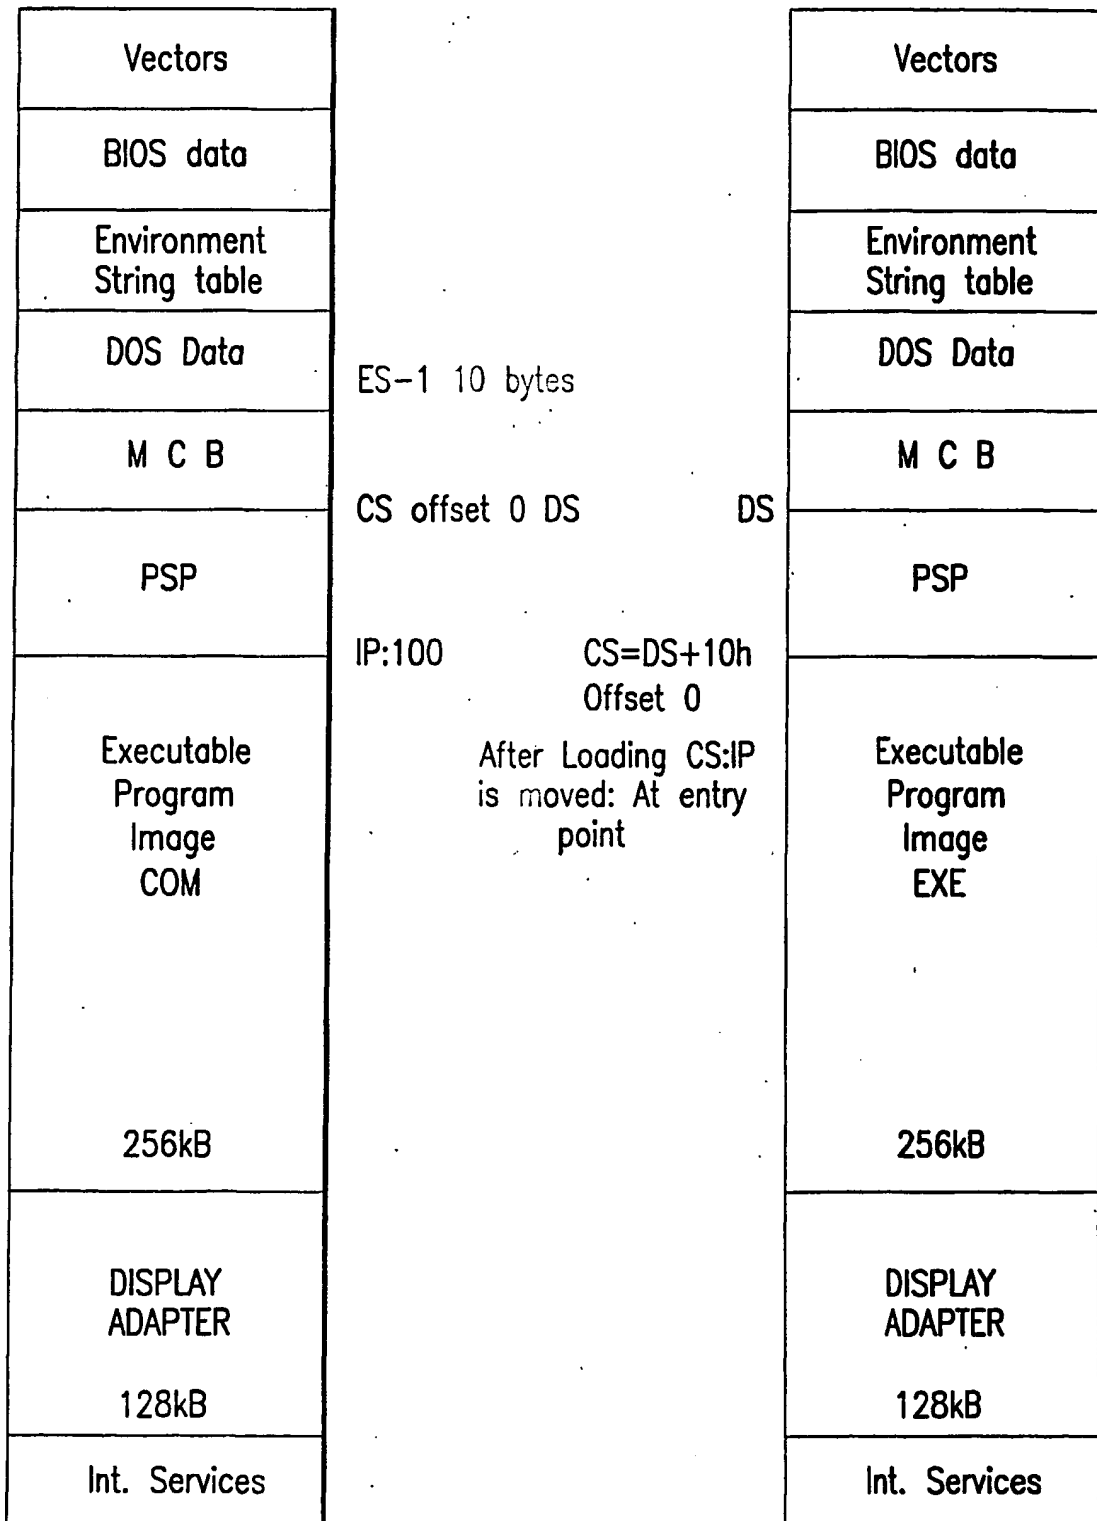 Vectors
BIOS data
Environment
String table
DOS Data
M C B
PSP
Executable
Program
Image
COM
256kB
DISPLAY
ADAPTER
128kB
Int. Services
ES-1 10 bytes
CS offset 0 DS
IP:100
DS
CS=DS+10h
Offset 0
After Loading CS:IP
is moved: At entry
point
Vectors
BIOS data
Environment
String table
DOS Data
M C B
PSP
Executable
Program
Image
EXE
256kB
DISPLAY
ADAPTER
128kB
Int. Services